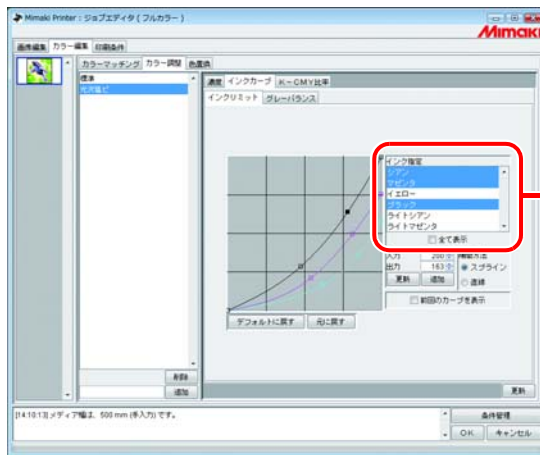 Mimaki Printer : ジョブエディタ ( フルカラー )
Mimaki
画像編集 カラー編集 印刷条件
カラーマッチング カラー調整 色置換
標準
濃度 インクカーブ K-CMY比率
インクリミット グレーバランス
インク指定
シアン
マゼンタ
イエロー
ブラック
ライトシアン
ライトマゼンタ
全て表示
入力 200 補間方法
出力 163 スプライン
更新 追加 直線
前回のカーブを表示
デフォルトに戻す 元に戻す
削除
追加
更新
[14:10:13] メディア幅は、500 mm (手入力) です。
条件管理
OK キャンセル